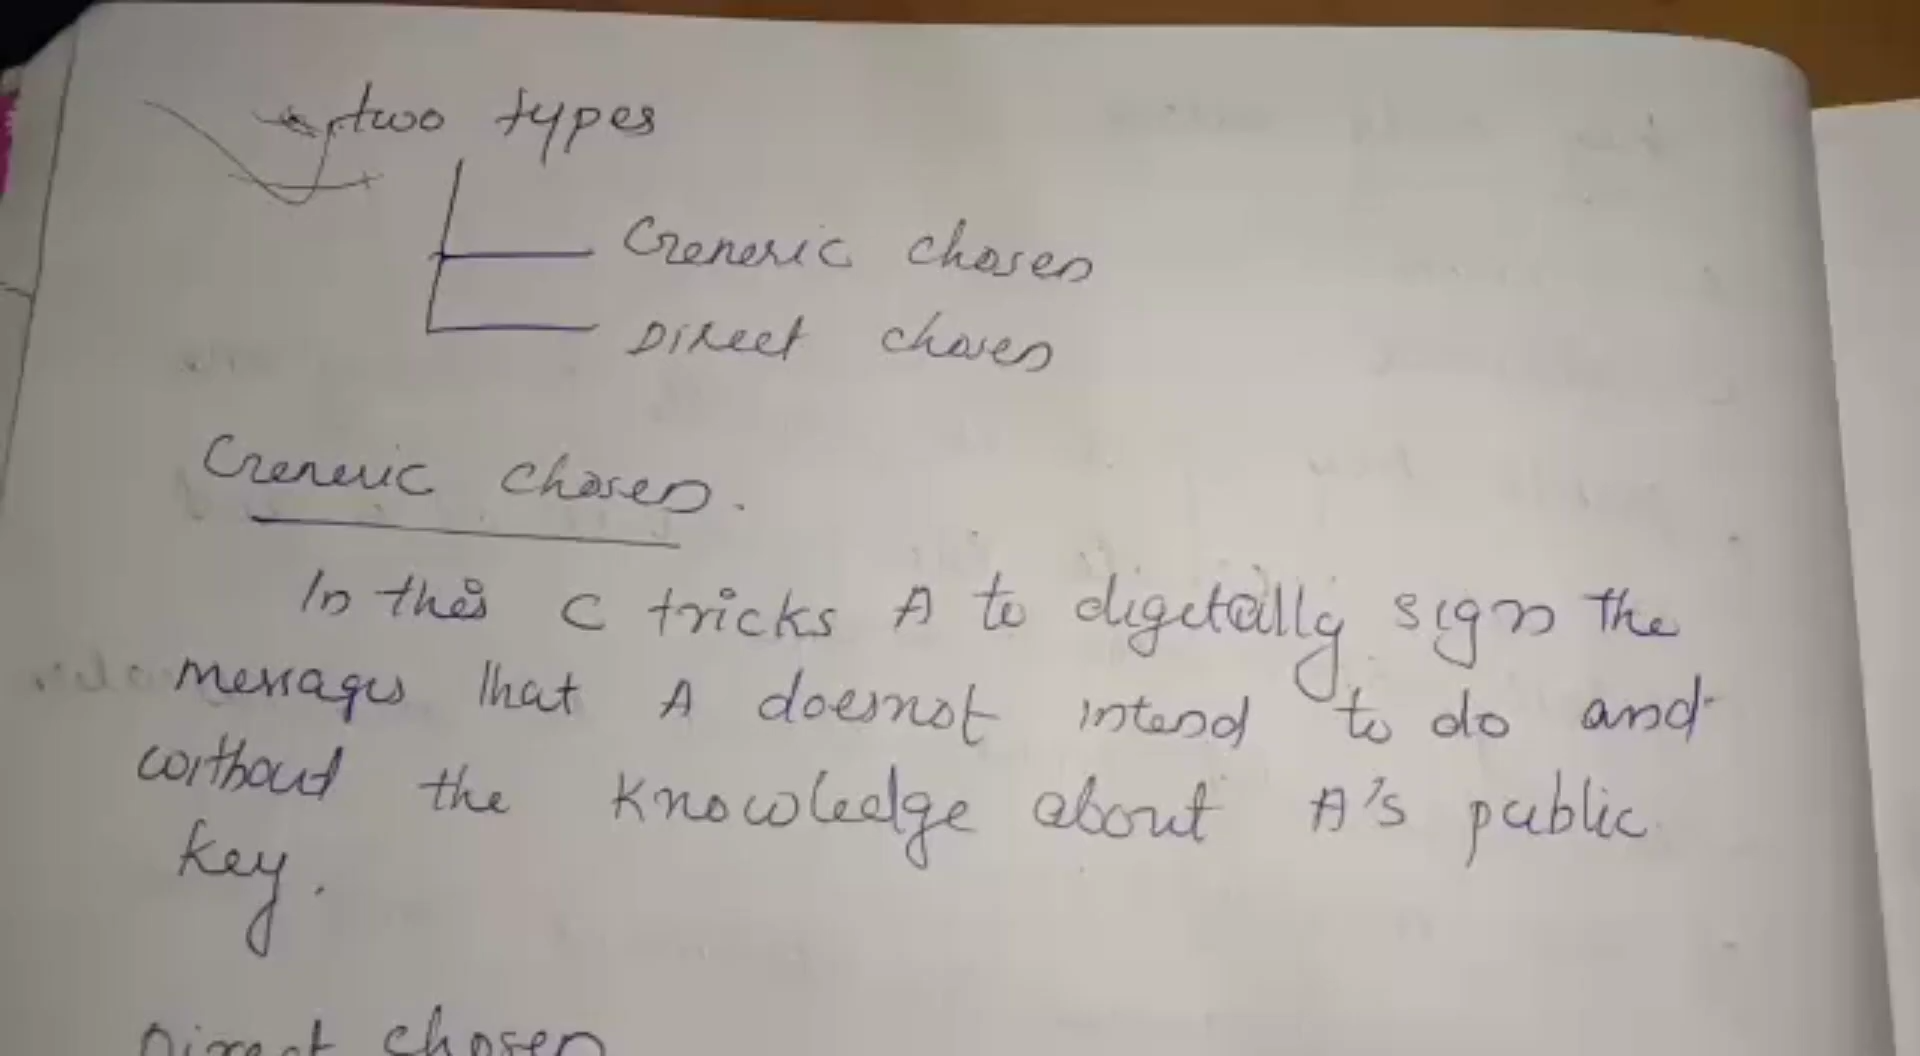 two types
Generic chosen
Direct chosen
Generic chosen.
In this C tricks A to digitally sign the
messages that A doesnot intend to do and
without the knowledge about A's public
key.
Direct chosen